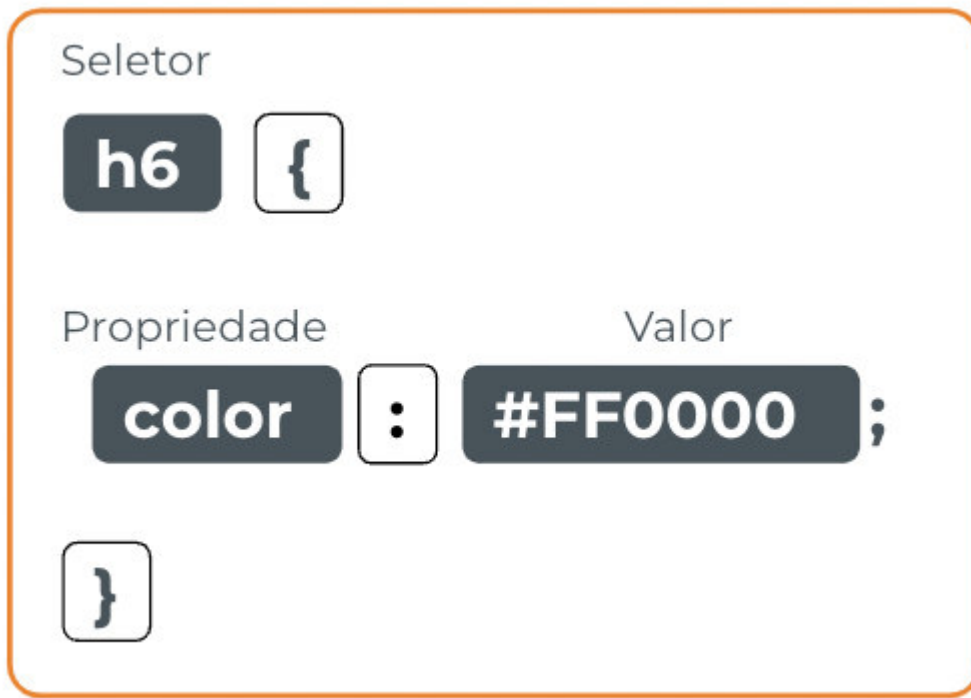 Seletor
h6 {
Propriedade Valor
color : #FF0000 ;
}